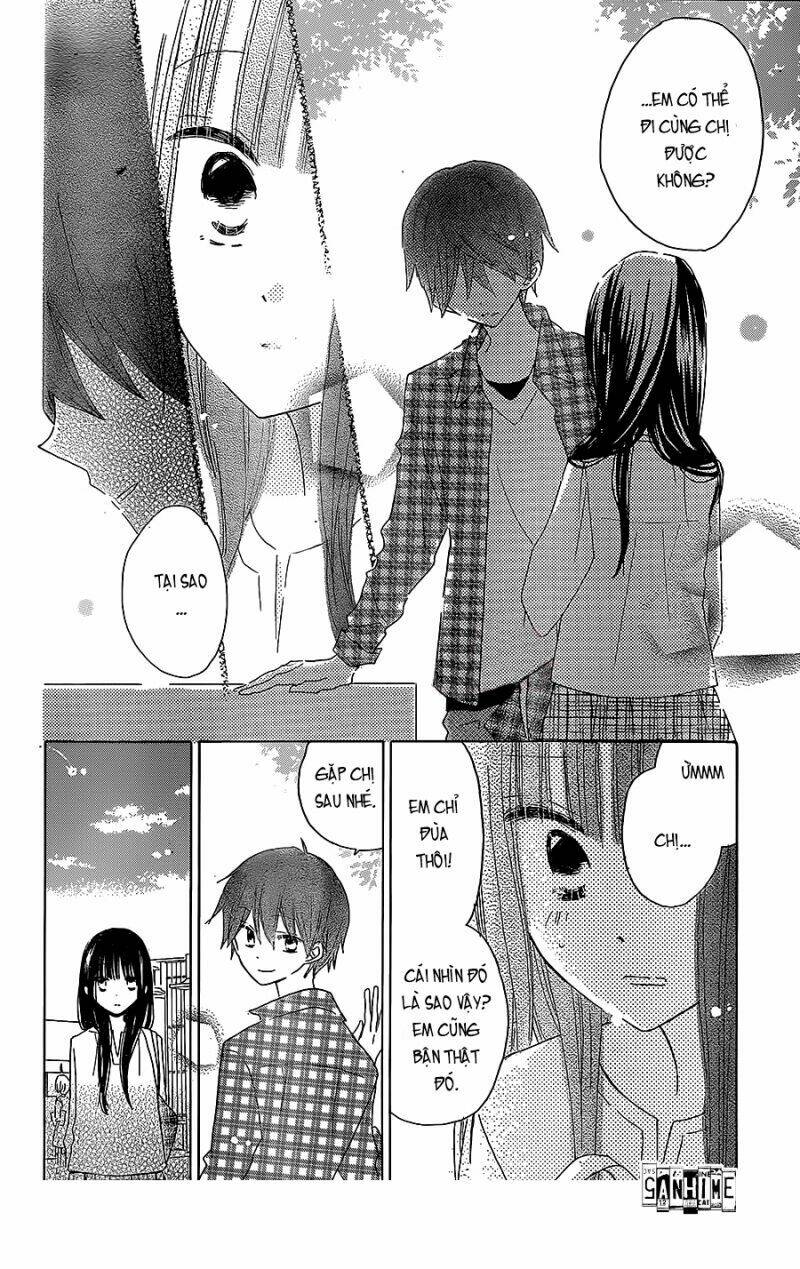 ...EM CÓ THỂ
ĐI CÙNG CHỊ
ĐƯỢC
KHÔNG?
TẠI SAO
...
ỪMMM
CHỊ...
EM CHỈ
ĐÙA
THÔI!
CÁI NHÌN ĐÓ
LÀ SAO VẬY?
EM CŨNG
BẬN THẬT
ĐÓ.
GẶP CHỊ
SAU NHÉ.
SANHIME